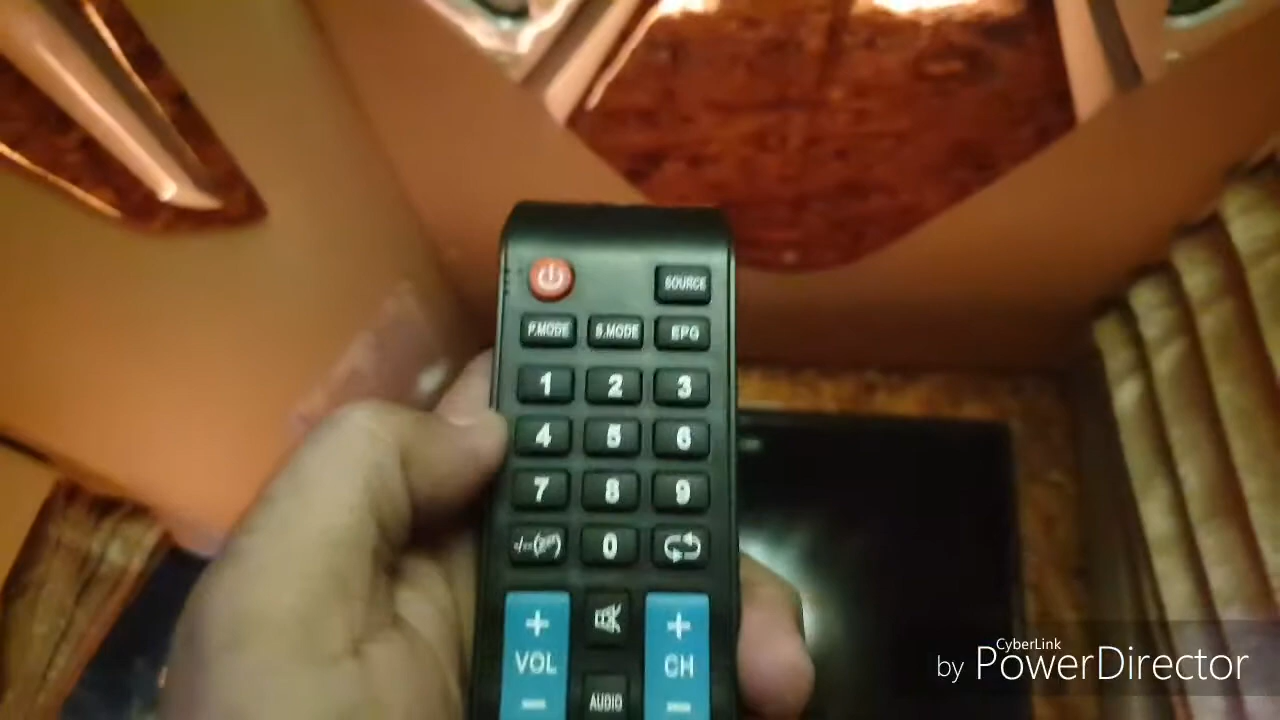 SOURCE
P.MODE S.MODE EPG
1 2 3
4 5 6
7 8 9
0
+ +
VOL CH
- AUDIO -
CyberLink
by PowerDirector